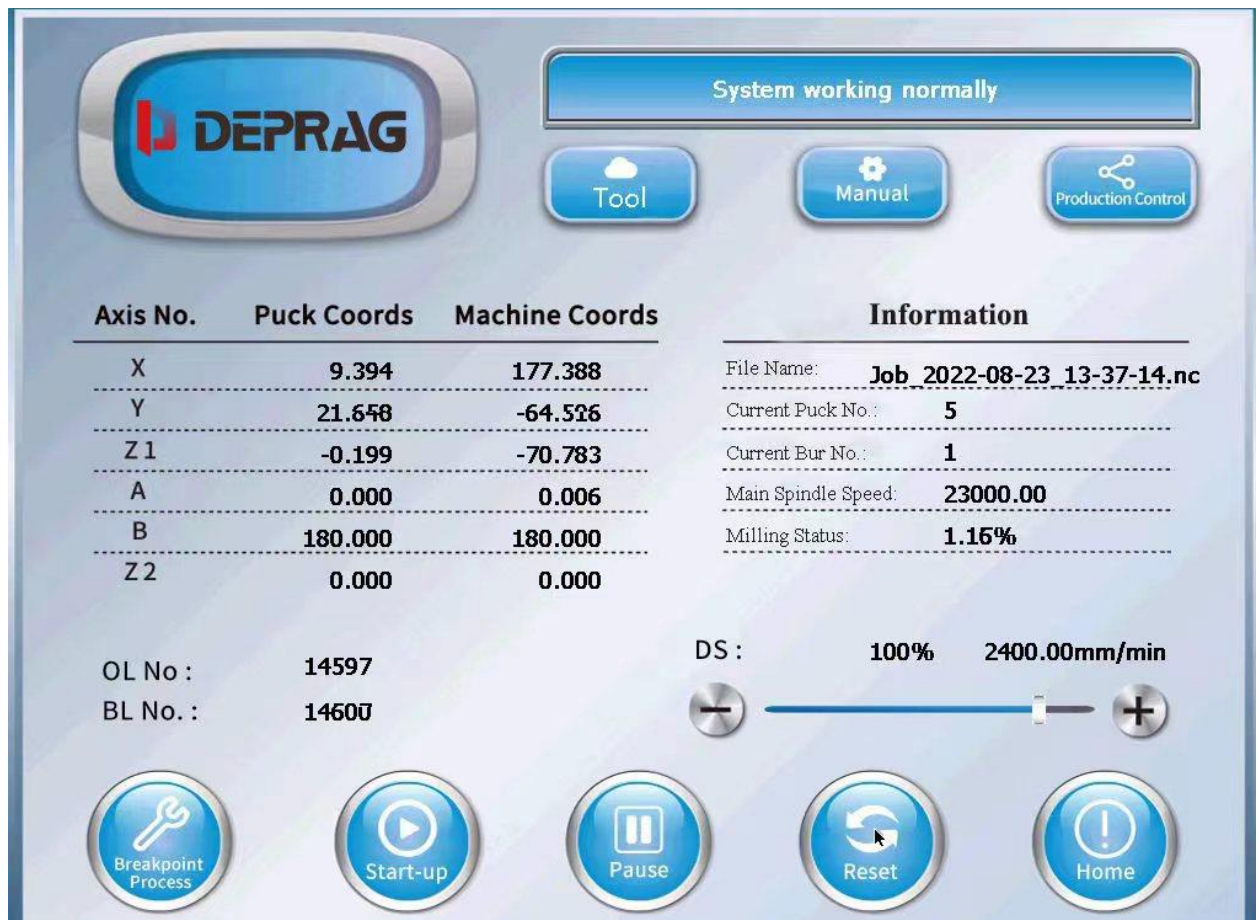 DEPRAG
System working normally
Tool
Manual
Production Control
Axis No. Puck Coords Machine Coords
X 9.394 177.388
Y -64.526
Z1 -0.199 -70.783
A 0.000 0.006
B 180.000 180.000
Z2 0.000 0.000
Information
File Name: Job_2022-08-23_13-37-14.nc
Current Puck No.: 5
Current Bur No.: 1
Main Spindle Speed: 23000.00
Milling Status:
OL No : 14597
BL No. :
DS : 100% 2400.00mm/min
Breakpoint
Process
Start-up
Pause
Reset
Home